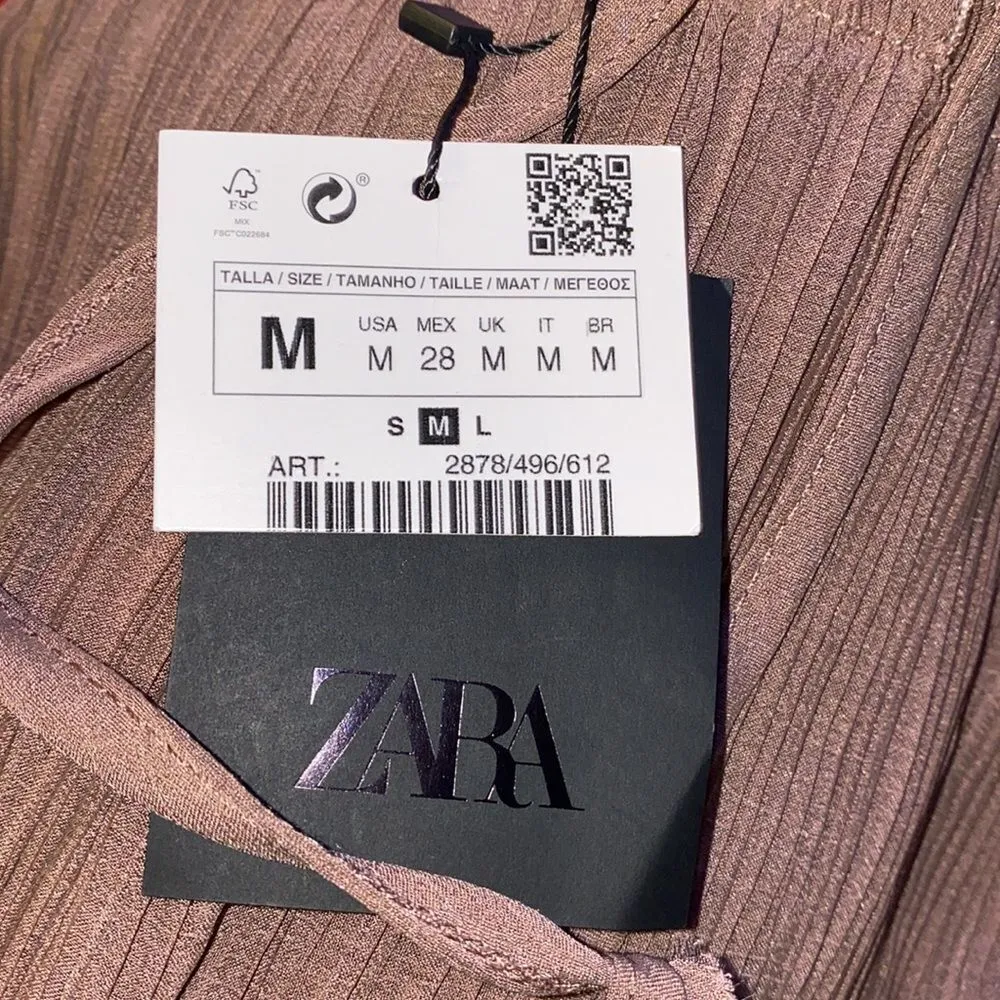 FSC™
MIX
FSC™ C022684
®
TALLA / SIZE / TAMANHO / TAILLE / MAAT / ΜΕΓΕΘΟΣ
M
USA MEX UK IT BR
M 28 M M M
S M L
ART.: 2878/496/612
ZARA